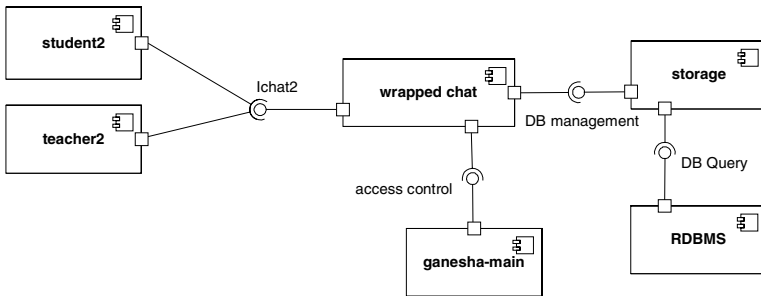 student2
teacher2
Ichat2
wrapped chat
DB management
storage
DB Query
access control
ganesha-main
RDBMS